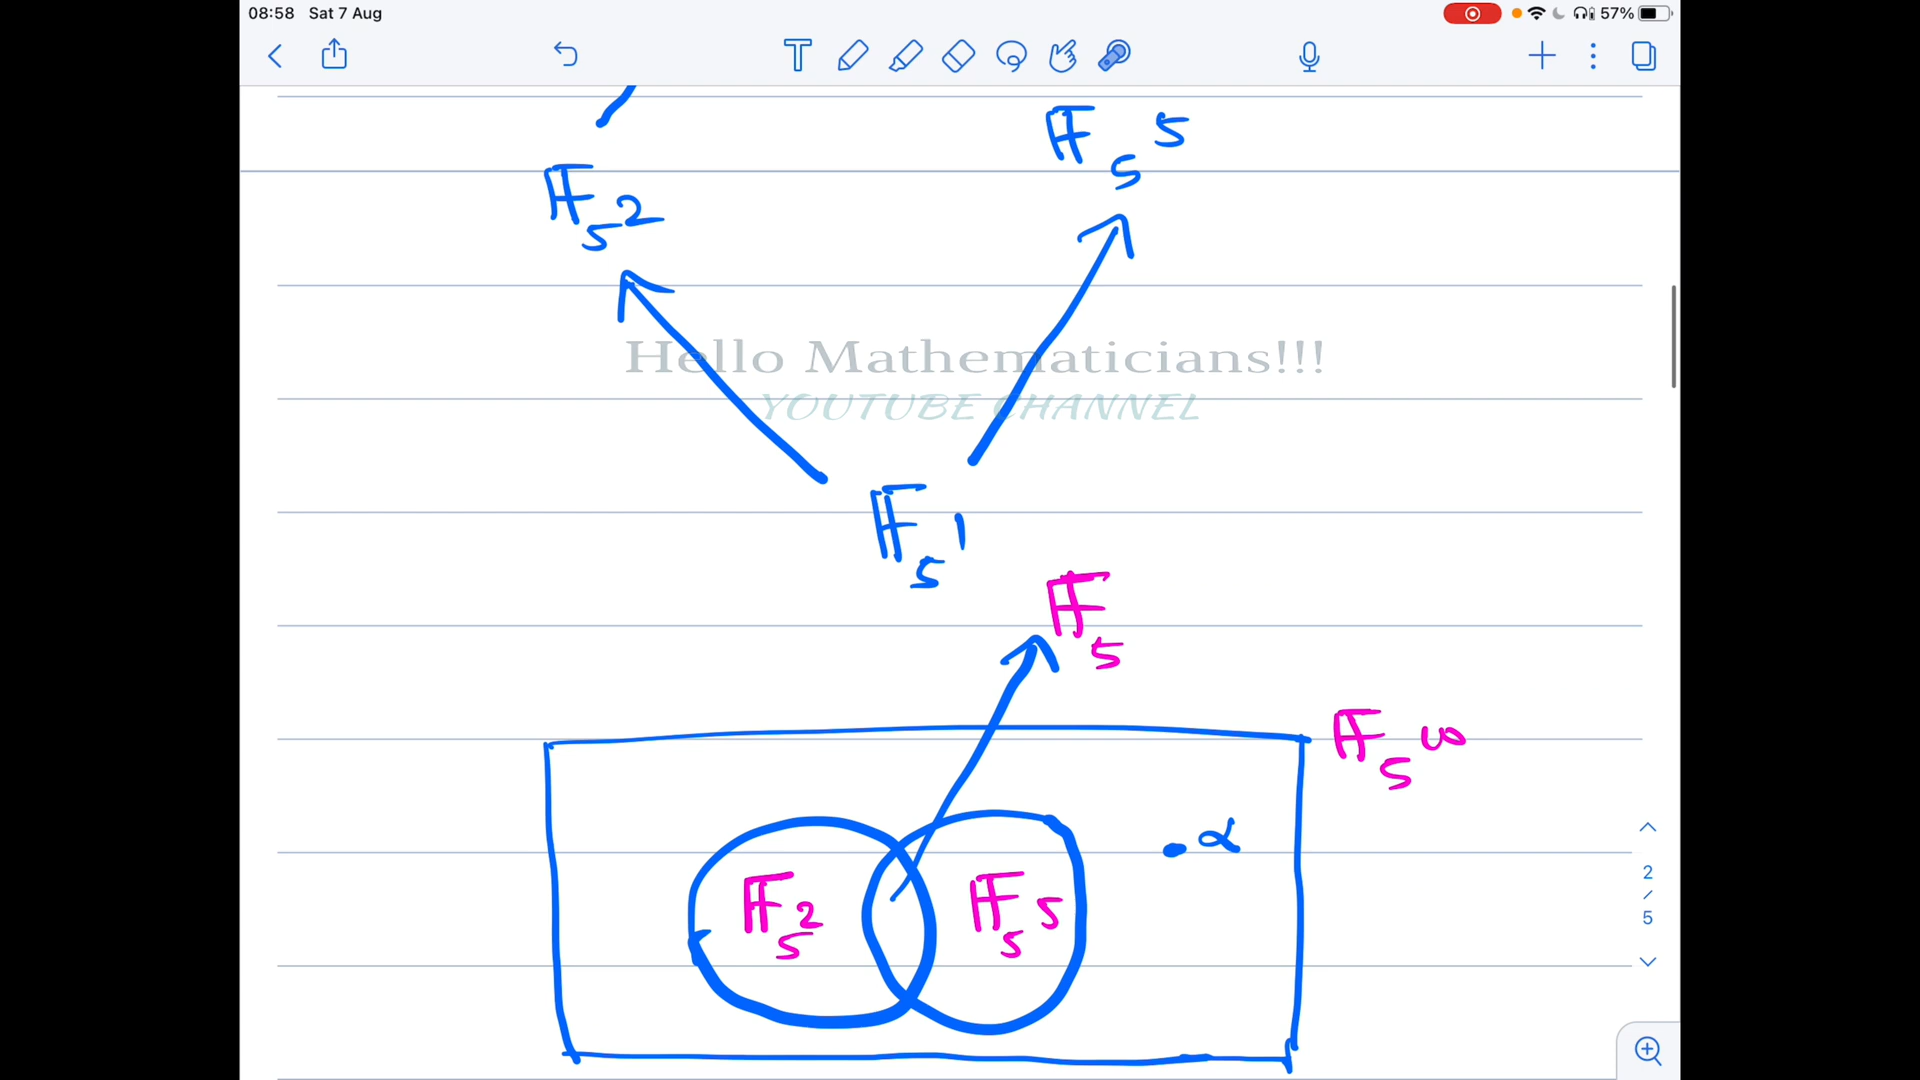 08:58 Sat 7 Aug
57%
T
𝔽₅⁵
𝔽₅²
Hello Mathematicians!!!
YOUTUBE CHANNEL
𝔽₅¹
𝔽₅
𝔽₅∞
α
𝔽₅² 𝔽₅⁵
2
/
5